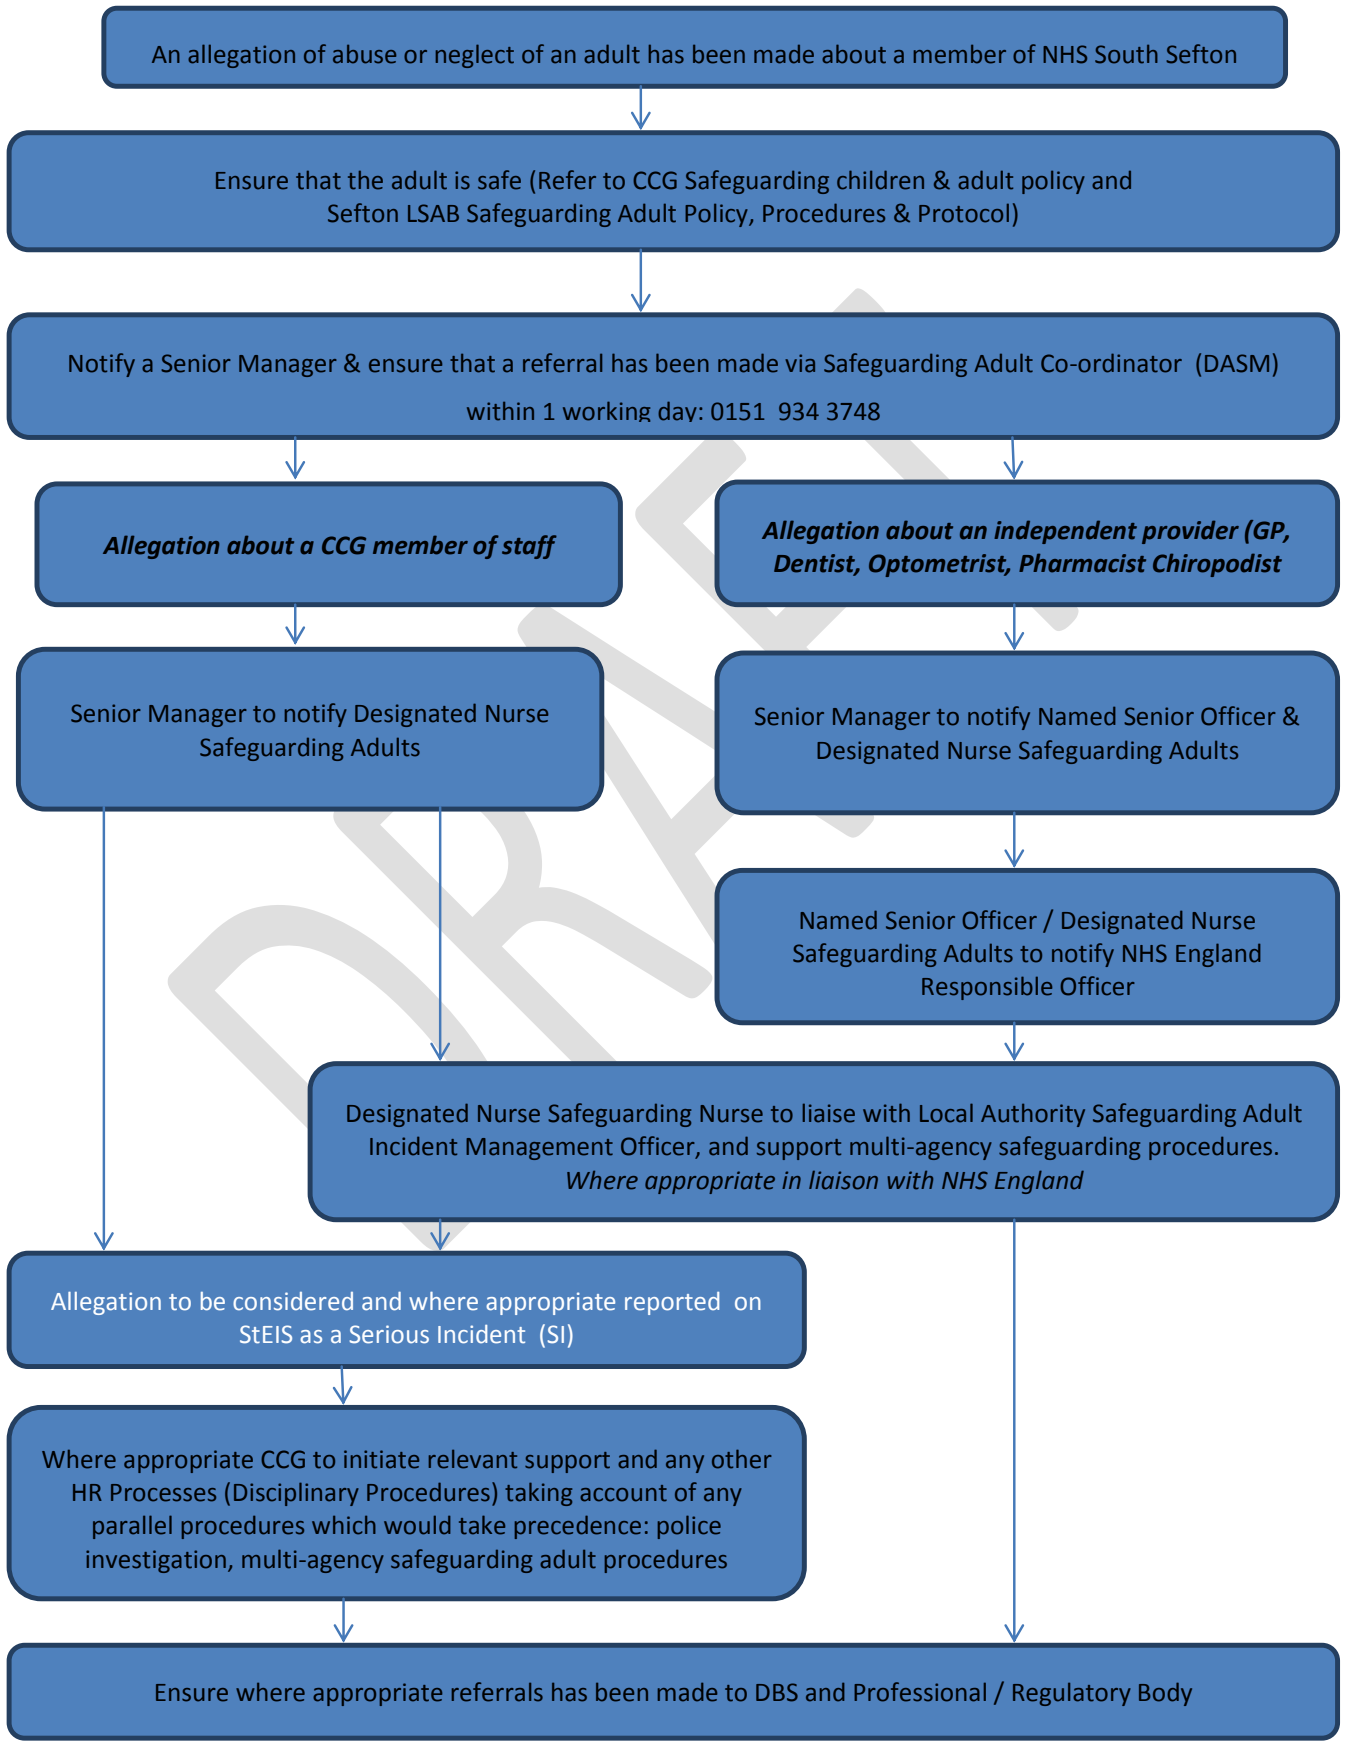 An allegation of abuse or neglect of an adult has been made about a member of NHS South Sefton
Ensure that the adult is safe (Refer to CCG Safeguarding children & adult policy and
Sefton LSAB Safeguarding Adult Policy, Procedures & Protocol)
Notify a Senior Manager & ensure that a referral has been made via Safeguarding Adult Co-ordinator (DASM)
within 1 working day: 0151 934 3748
Allegation about a CCG member of staff
Allegation about an independent provider (GP,
Dentist, Optometrist, Pharmacist Chiropodist
Senior Manager to notify Designated Nurse
Safeguarding Adults
Senior Manager to notify Named Senior Officer &
Designated Nurse Safeguarding Adults
Named Senior Officer / Designated Nurse
Safeguarding Adults to notify NHS England
Responsible Officer
Designated Nurse Safeguarding Nurse to liaise with Local Authority Safeguarding Adult
Incident Management Officer, and support multi-agency safeguarding procedures.
Where appropriate in liaison with NHS England
Allegation to be considered and where appropriate reported on
StEIS as a Serious Incident (SI)
Where appropriate CCG to initiate relevant support and any other
HR Processes (Disciplinary Procedures) taking account of any
parallel procedures which would take precedence: police
investigation, multi-agency safeguarding adult procedures
Ensure where appropriate referrals has been made to DBS and Professional / Regulatory Body
DRAFT